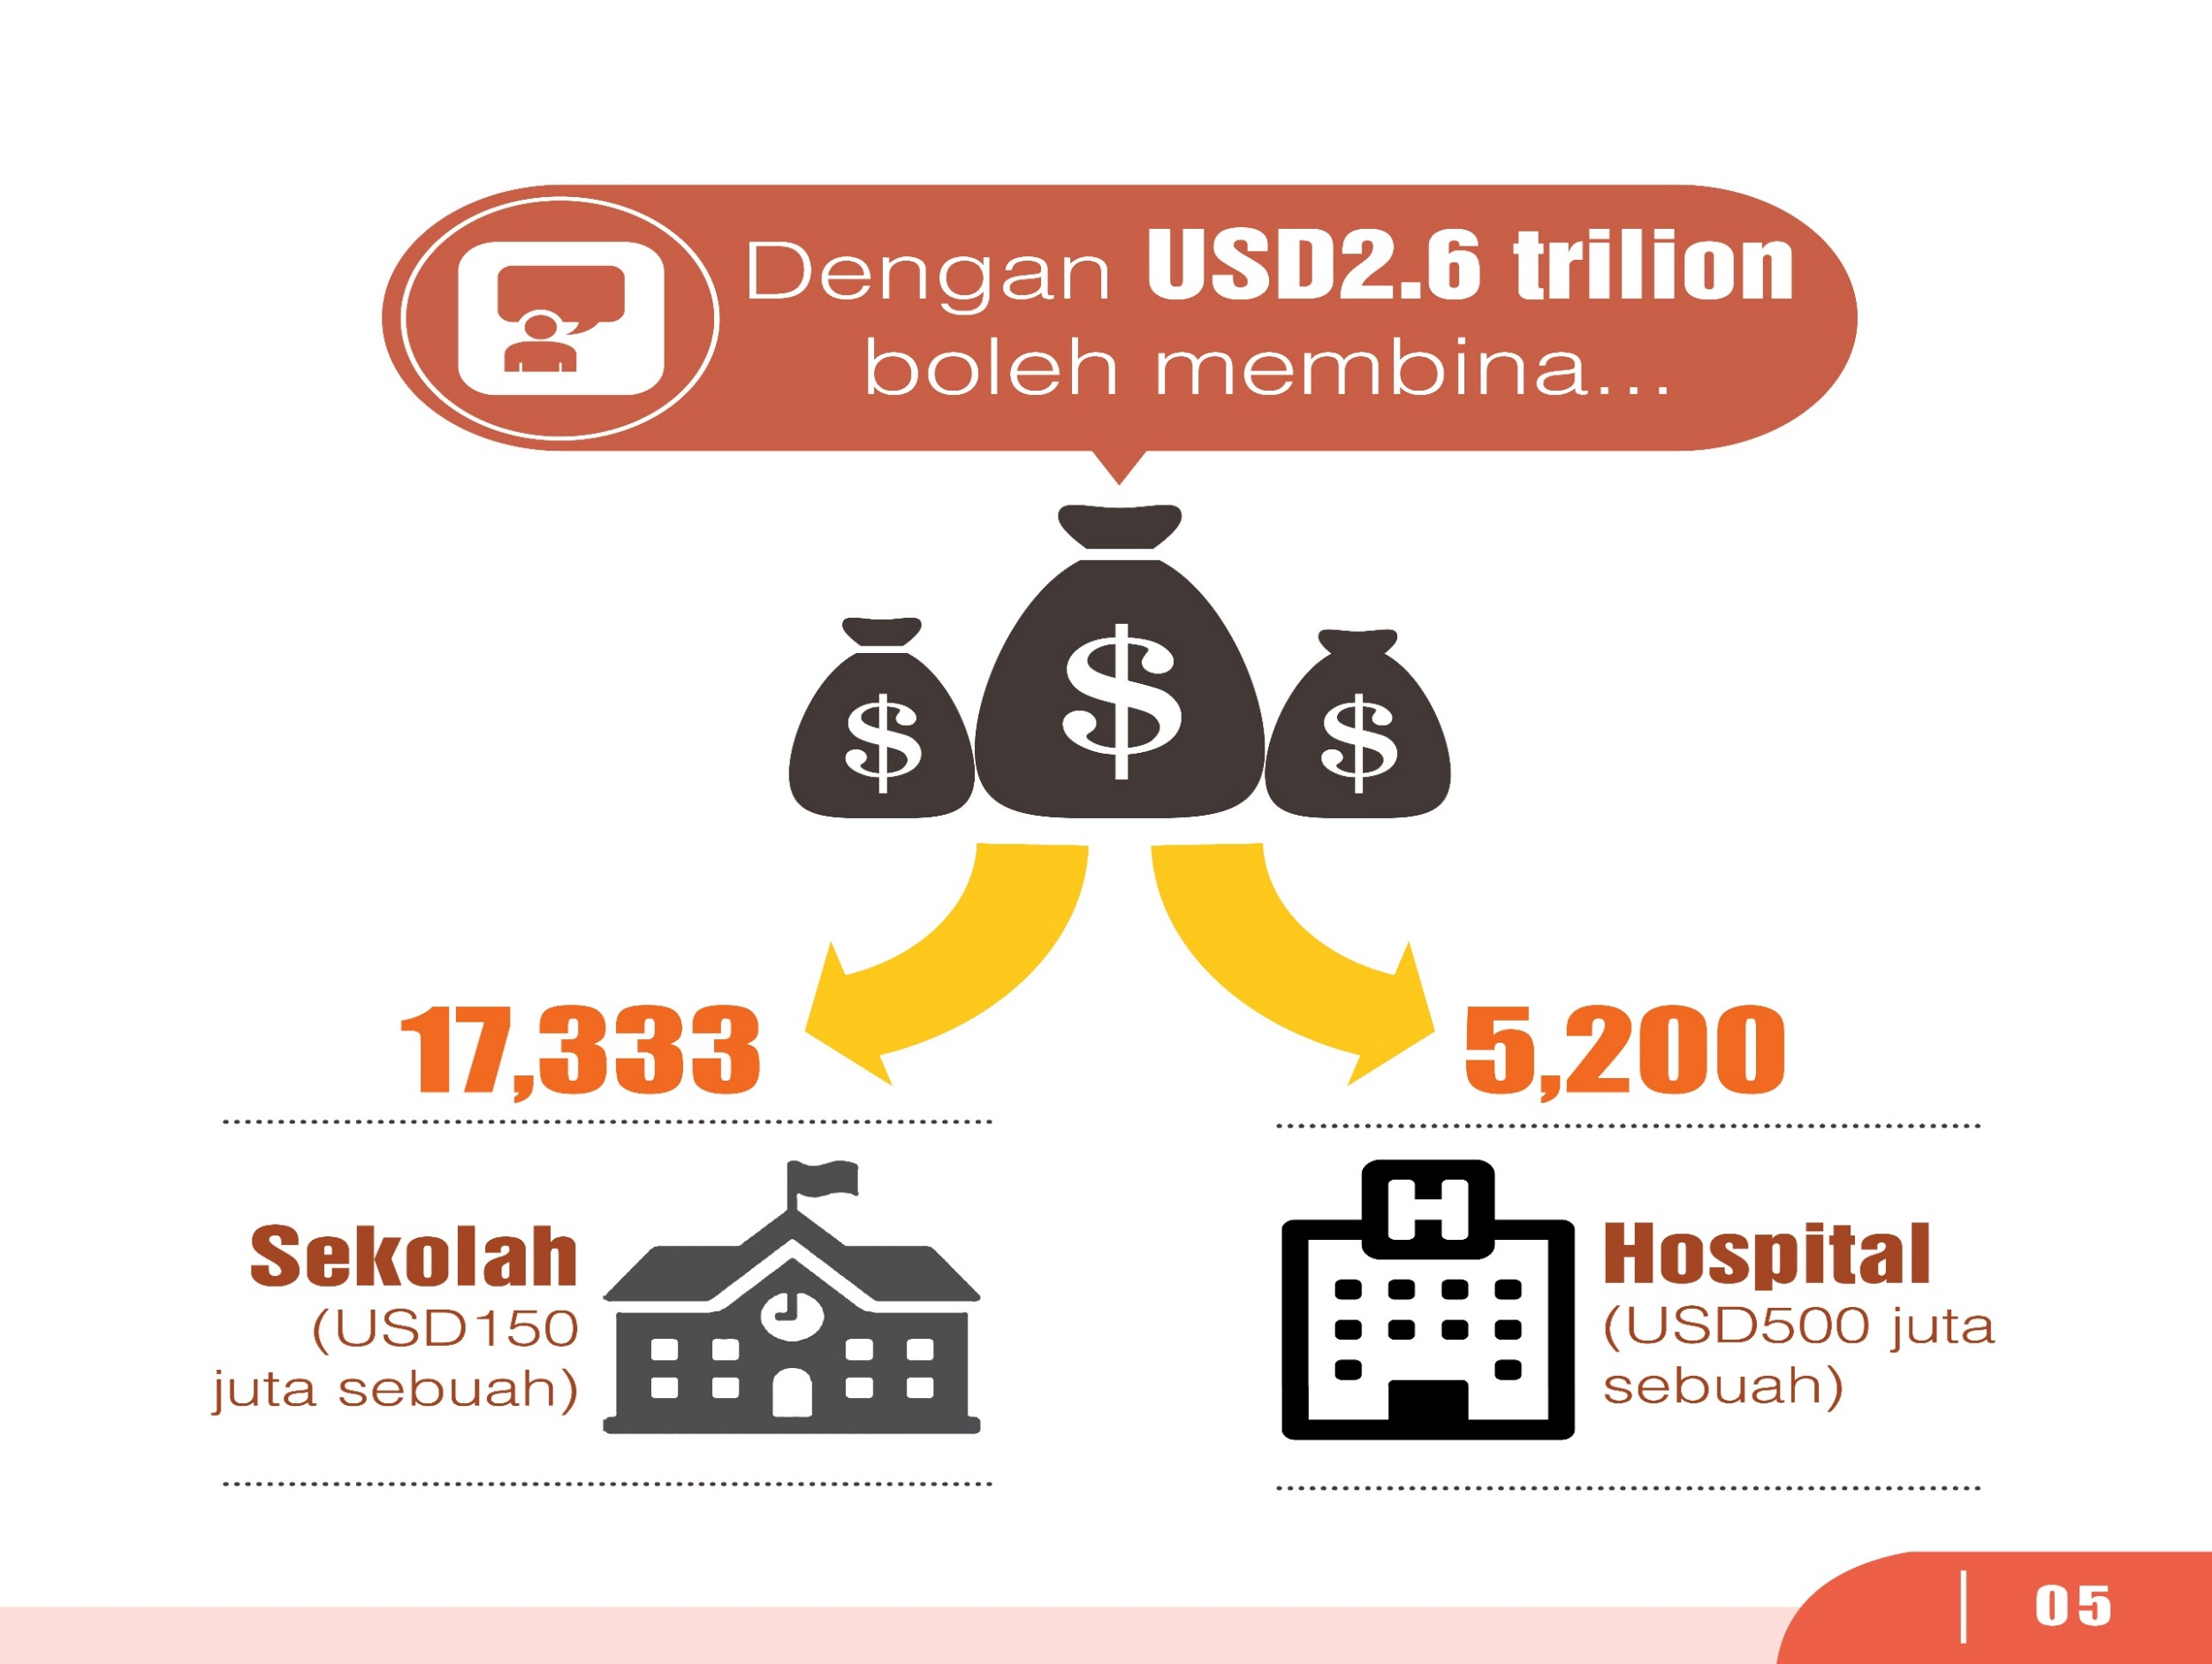 Dengan USD2.6 trilion
boleh membina...
$
$
$
17,333
Sekolah
(USD150
juta sebuah)
5,200
H
Hospital
(USD500 juta
sebuah)
05